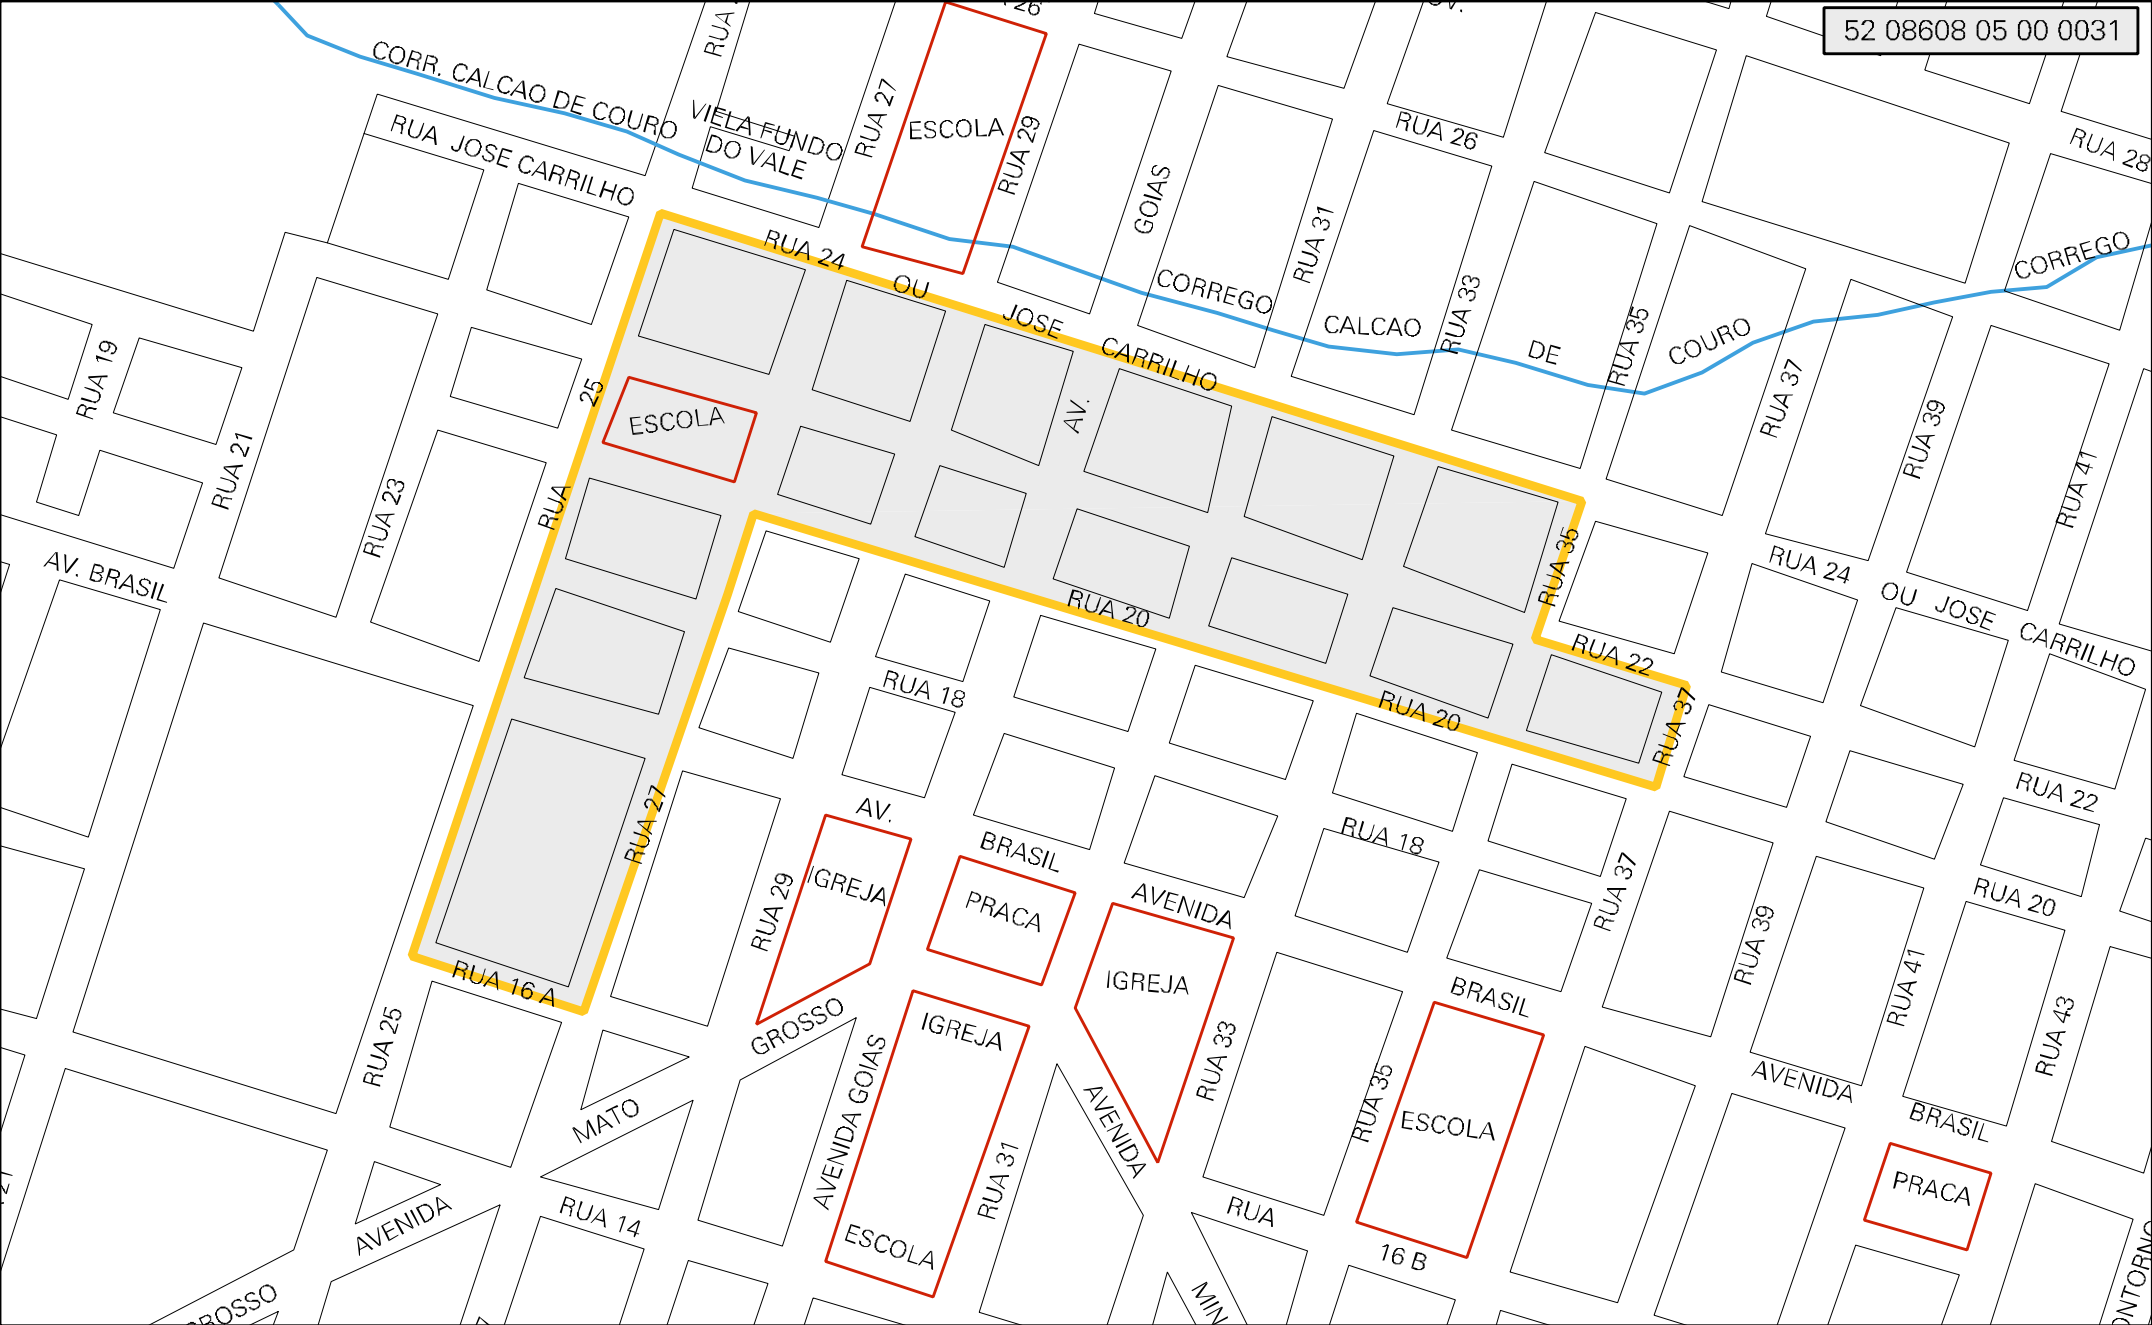 52 08608 05 00 0031
26
RUA
CORR. CALCAO DE COURO
VIELA FUNDO
DO VALE
RUA 27
ESCOLA
RUA 29
RUA 26
RUA 28
RUA JOSE CARRILHO
GOIAS
RUA 31
RUA 24
OU
JOSE
CARRILHO
CORREGO
CALCAO
DE
COURO
CORREGO
RUA 33
RUA 35
RUA 37
RUA 39
RUA 41
RUA 19
RUA 21
RUA 23
RUA
25
ESCOLA
AV.
AV. BRASIL
RUA 35
RUA 24
OU JOSE
CARRILHO
RUA 20
RUA 22
RUA 37
RUA 20
RUA 18
RUA 22
RUA 27
AV.
BRASIL
AVENIDA
RUA 18
RUA 37
RUA 20
IGREJA
PRACA
IGREJA
RUA 29
RUA 39
RUA 41
RUA 43
RUA 16 A
GROSSO
IGREJA
BRASIL
RUA 25
AVENIDA GOIAS
RUA 33
RUA 35
ESCOLA
AVENIDA
BRASIL
MATO
AVENIDA
RUA 31
PRACA
AVENIDA
RUA 14
ESCOLA
RUA
16 B
GROSSO
MIN
ONTORNO